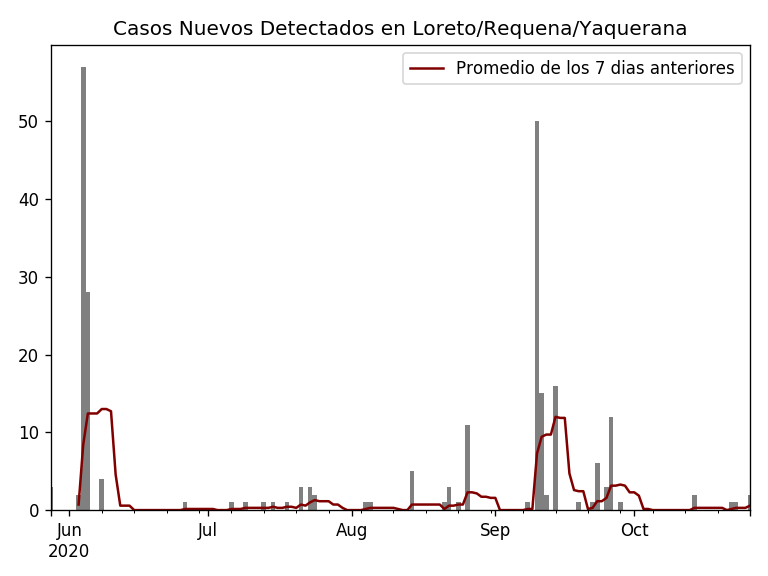 Casos Nuevos Detectados en Loreto/Requena/Yaquerana
Promedio de los 7 dias anteriores
50
40
30
20
10
0
Jun Jul Aug Sep Oct
2020